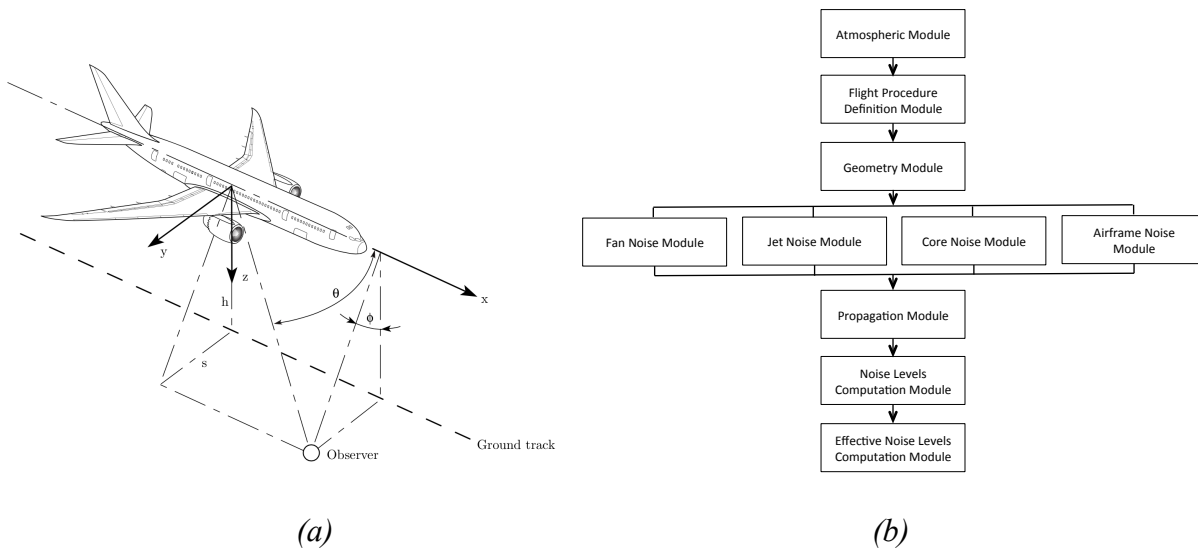 y
z
h
s
θ
ϕ
x
Ground track
Observer
(a)
Atmospheric Module
Flight Procedure
Definition Module
Geometry Module
Fan Noise Module
Jet Noise Module
Core Noise Module
Airframe Noise
Module
Propagation Module
Noise Levels
Computation Module
Effective Noise Levels
Computation Module
(b)